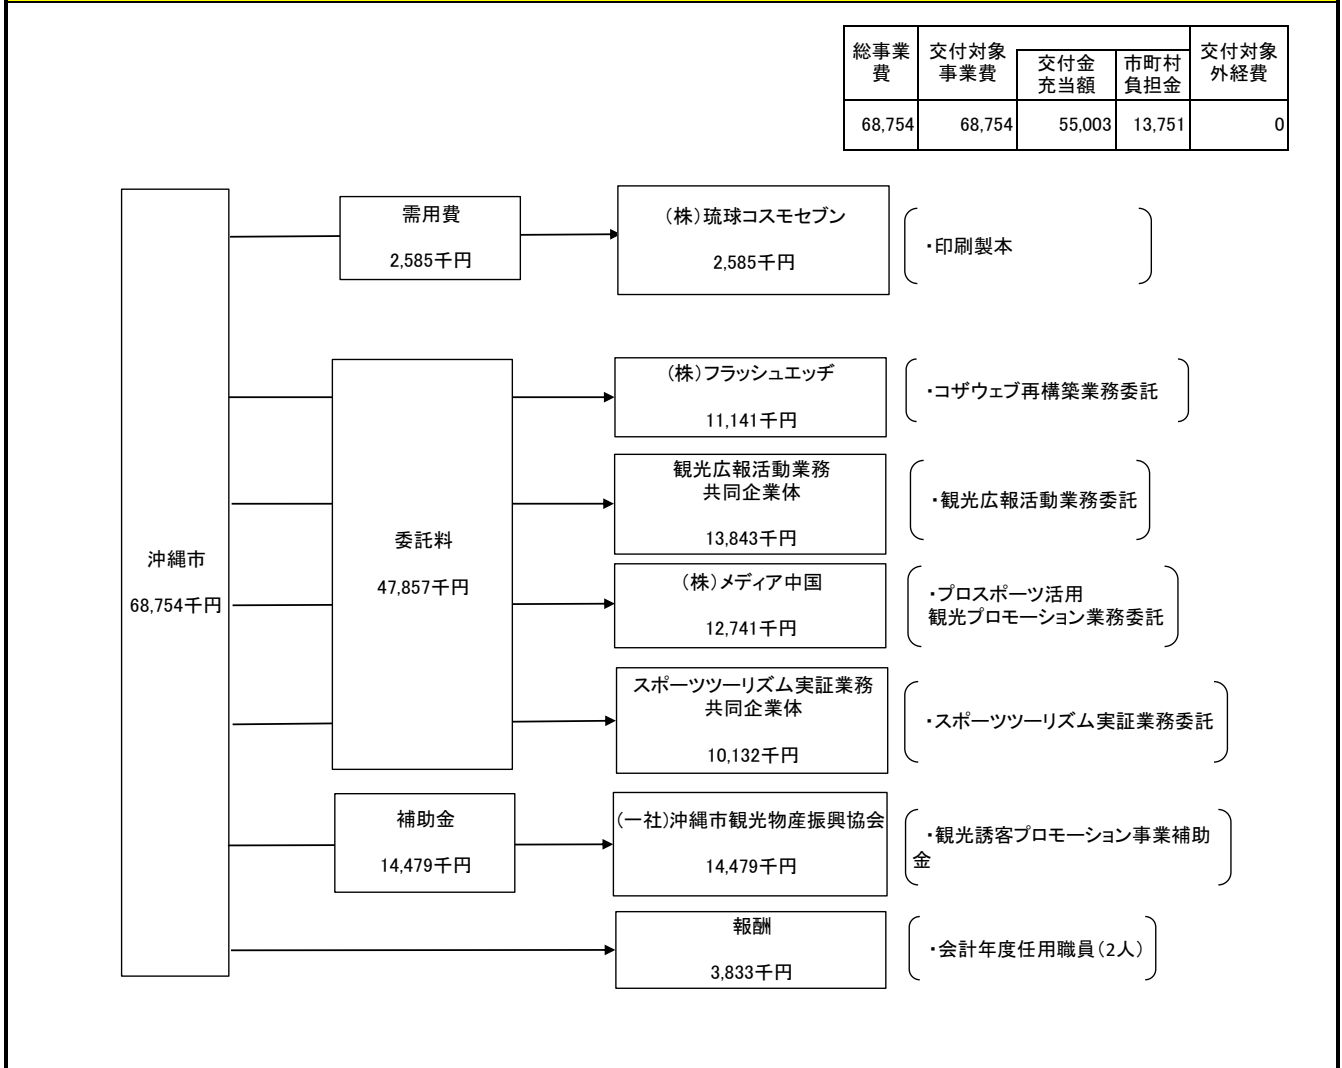 総事業
費
交付対象
事業費
交付金
充当額
市町村
負担金
交付対象
外経費
68,754
68,754
55,003
13,751
0
沖縄市
68,754千円
需用費
2,585千円
(株)琉球コスモセブン
2,585千円
・印刷製本
委託料
47,857千円
(株)フラッシュエッヂ
11,141千円
・コザウェブ再構築業務委託
観光広報活動業務
共同企業体
13,843千円
・観光広報活動業務委託
(株)メディア中国
12,741千円
・プロスポーツ活用
観光プロモーション業務委託
スポーツツーリズム実証業務
共同企業体
10,132千円
・スポーツツーリズム実証業務委託
補助金
14,479千円
(一社)沖縄市観光物産振興協会
14,479千円
・観光誘客プロモーション事業補助
金
報酬
3,833千円
・会計年度任用職員(2人)